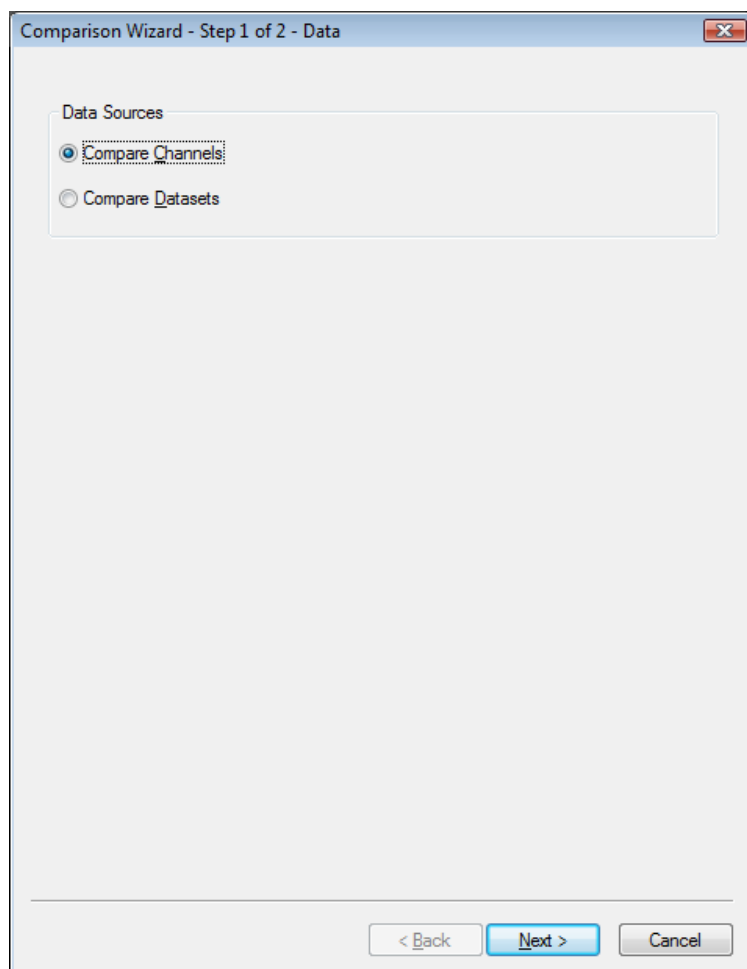 Comparison Wizard - Step 1 of 2 - Data
Data Sources
Compare Channels
Compare Datasets
< Back Next > Cancel